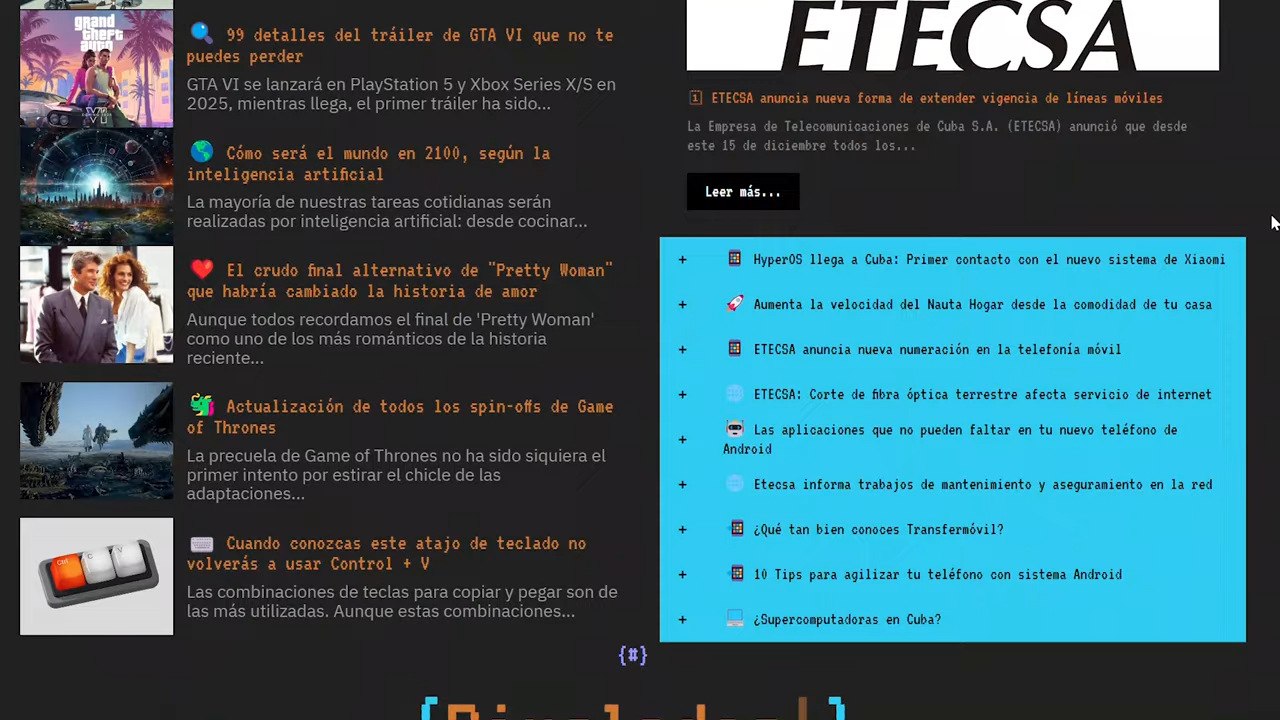 grand
theft
auto
VI
99 detalles del tráiler de GTA VI que no te
puedes perder
GTA VI se lanzará en PlayStation 5 y Xbox Series X/S en
2025, mientras llega, el primer tráiler ha sido...
Cómo será el mundo en 2100, según la
inteligencia artificial
La mayoría de nuestras tareas cotidianas serán
realizadas por inteligencia artificial: desde cocinar...
El crudo final alternativo de "Pretty Woman"
que habría cambiado la historia de amor
Aunque todos recordamos el final de 'Pretty Woman'
como uno de los más románticos de la historia
reciente...
Actualización de todos los spin-offs de Game
of Thrones
La precuela de Game of Thrones no ha sido siquiera el
primer intento por estirar el chicle de las
adaptaciones...
Ctrl C V
Cuando conozcas este atajo de teclado no
volverás a usar Control + V
Las combinaciones de teclas para copiar y pegar son de
las más utilizadas. Aunque estas combinaciones...
ETECSA
1 ETECSA anuncia nueva forma de extender vigencia de líneas móviles
La Empresa de Telecomunicaciones de Cuba S.A. (ETECSA) anunció que desde
este 15 de diciembre todos los...
Leer más...
+ HyperOS llega a Cuba: Primer contacto con el nuevo sistema de Xiaomi
+ Aumenta la velocidad del Nauta Hogar desde la comodidad de tu casa
+ ETECSA anuncia nueva numeración en la telefonía móvil
+ ETECSA: Corte de fibra óptica terrestre afecta servicio de internet
+ Las aplicaciones que no pueden faltar en tu nuevo teléfono de
Android
+ Etecsa informa trabajos de mantenimiento y aseguramiento en la red
+ ¿Qué tan bien conoces Transfermóvil?
+ 10 Tips para agilizar tu teléfono con sistema Android
+ ¿Supercomputadoras en Cuba?
{#}